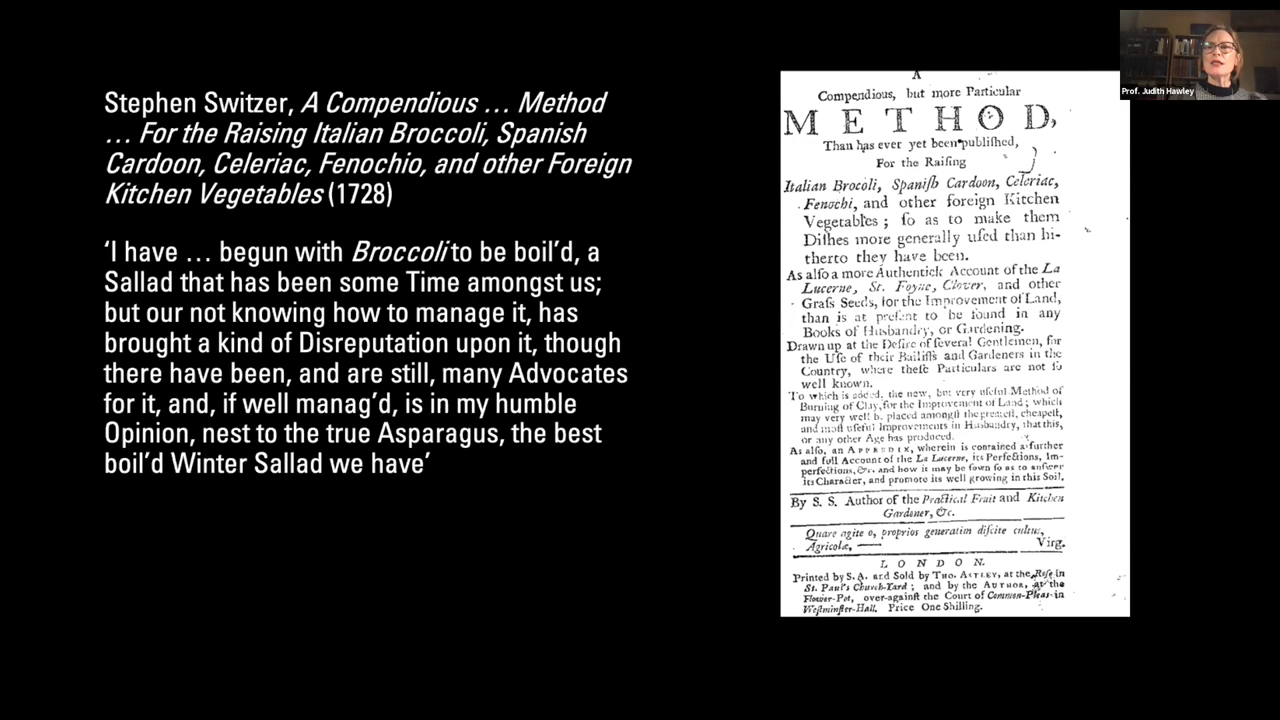 Stephen Switzer, A Compendious … Method
… For the Raising Italian Broccoli, Spanish
Cardoon, Celeriac, Fenochio, and other Foreign
Kitchen Vegetables (1728)
‘I have … begun with Broccoli to be boil’d, a
Sallad that has been some Time amongst us;
but our not knowing how to manage it, has
brought a kind of Disreputation upon it, though
there have been, and are still, many Advocates
for it, and, if well manag’d, is in my humble
Opinion, nest to the true Asparagus, the best
boil’d Winter Sallad we have’
A
Compendious, but more Particular
METHOD,
Than has ever yet been publiſhed,
For the Raiſing
Italian Brocoli, Spaniſh Cardoon, Celeriac,
Fenochi, and other foreign Kitchen
Vegetables; ſo as to make them
Diſhes more generally uſed than hi-
therto they have been.
As alſo a more Authentick Account of the La
Lucerne, St. Foyne, Clover, and other
Graſs Seeds, for the Improvement of Land,
than is at preſent to be found in any
Books of Husbandry, or Gardening.
Drawn up at the Deſire of ſeveral Gentlemen, for
the Uſe of their Bailiffs and Gardeners in the
Country, where theſe Particulars are not ſo
well known.
To which is added, the new, but very uſeful Method of
Burning of Clay, for the Improvement of Land; which
may very well b. placed amongſt the greateſt, cheapeſt,
and moſt uſeful Improvements in Husbandry, that this,
or any other Age has produced.
As alſo, an APPENDIX, wherein is contained a further
and full Account of the La Lucerne, its Perfections, Im-
perfections, &c. and how it may be ſown ſo as to anſwer
its Character, and promote its well growing in this Soil.
By S. S. Author of the Practical Fruit and Kitchen
Gardener, &c.
Quare agite o, proprios generatim diſcite cultus,
Agricolæ, —— Virg.
LONDON.
Printed by S. A. and Sold by THO. ASTLEY, at the Roſe in
St. Paul's Church-Yard; and by the AUTHOR, at the
Flower-Pot, over-againſt the Court of Common-Pleas in
Weſtminſter-Hall. Price One Shilling.
Prof. Judith Hawley